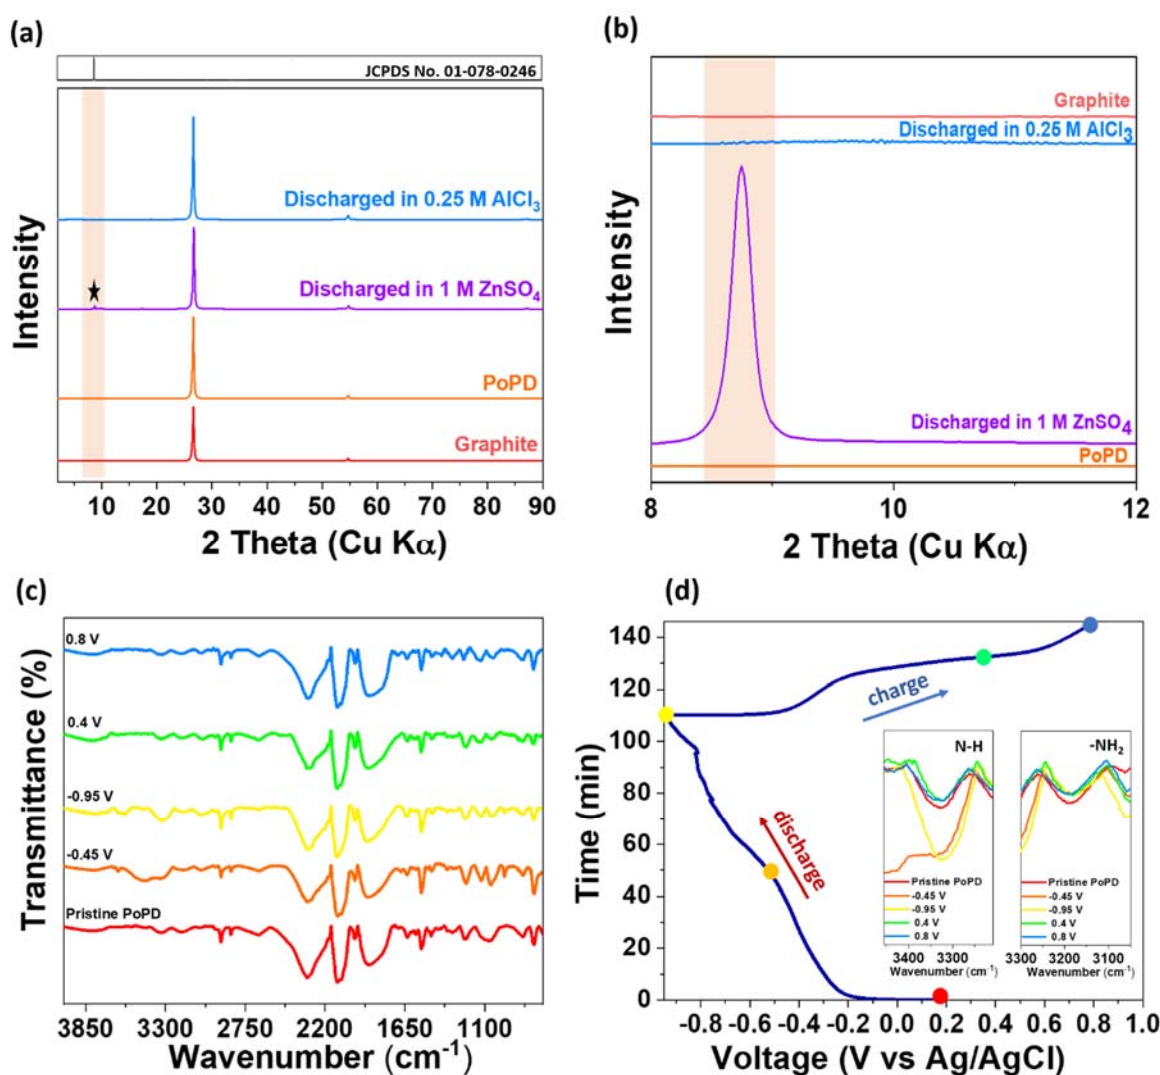 (a)
JCPDS No. 01-078-0246
Discharged in 0.25 M AlCl3
★
Discharged in 1 M ZnSO4
PoPD
Graphite
Intensity
10 20 30 40 50 60 70 80 90
2 Theta (Cu Kα)
(b)
Graphite
Discharged in 0.25 M AlCl3
Discharged in 1 M ZnSO4
PoPD
Intensity
8 10 12
2 Theta (Cu Kα)
(c)
0.8 V
0.4 V
-0.95 V
-0.45 V
Pristine PoPD
Transmittance (%)
3850 3300 2750 2200 1650 1100
Wavenumber (cm-1)
(d)
140
120
100
80
60
40
20
0
Time (min)
charge
discharge
N-H
Pristine PoPD
-0.45 V
-0.95 V
0.4 V
0.8 V
3400 3300
Wavenumber (cm-1)
-NH2
Pristine PoPD
-0.45 V
-0.95 V
0.4 V
0.8 V
3300 3200 3100
Wavenumber (cm-1)
-0.8 -0.6 -0.4 -0.2 0.0 0.2 0.4 0.6 0.8 1.0
Voltage (V vs Ag/AgCl)